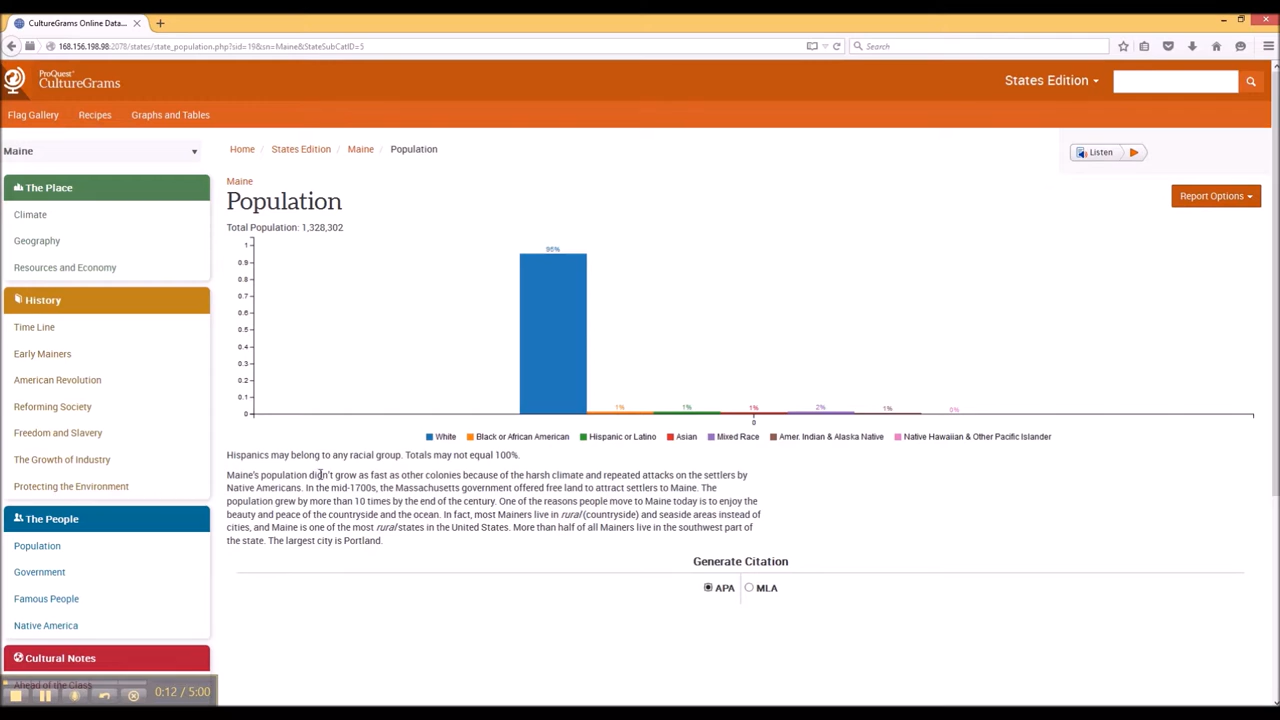 CultureGrams Online Data...
168.156.198.98:2078/states/state_population.php?sid=19&sn=Maine&StateSubCatID=5
Search
ProQuest
CultureGrams
States Edition
Flag Gallery
Recipes
Graphs and Tables
Maine
Home / States Edition / Maine / Population
Listen
The Place
Climate
Geography
Resources and Economy
History
Time Line
Early Mainers
American Revolution
Reforming Society
Freedom and Slavery
The Growth of Industry
Protecting the Environment
The People
Population
Government
Famous People
Native America
Cultural Notes
Ahead of the Class
0:12 / 5:00
Maine
Population
Report Options
Total Population: 1,328,302
1
0.9
0.8
0.7
0.6
0.5
0.4
0.3
0.2
0.1
0
95%
1%
1%
1%
2%
1%
0%
0
White
Black or African American
Hispanic or Latino
Asian
Mixed Race
Amer. Indian & Alaska Native
Native Hawaiian & Other Pacific Islander
Hispanics may belong to any racial group. Totals may not equal 100%.
Maine's population didn't grow as fast as other colonies because of the harsh climate and repeated attacks on the settlers by
Native Americans. In the mid-1700s, the Massachusetts government offered free land to attract settlers to Maine. The
population grew by more than 10 times by the end of the century. One of the reasons people move to Maine today is to enjoy the
beauty and peace of the countryside and the ocean. In fact, most Mainers live in rural (countryside) and seaside areas instead of
cities, and Maine is one of the most rural states in the United States. More than half of all Mainers live in the southwest part of
the state. The largest city is Portland.
Generate Citation
APA
MLA